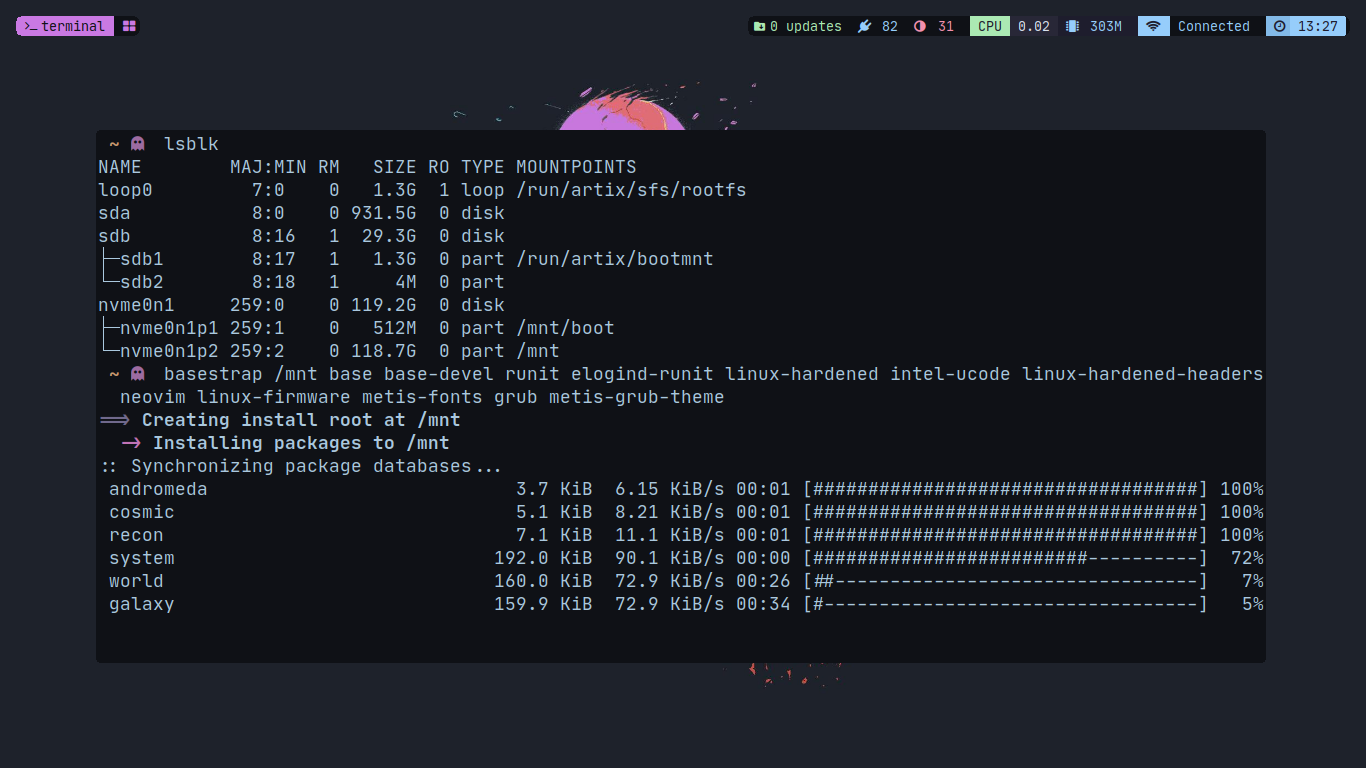 terminal 0 updates 82 31 CPU 0.02 303M Connected 13:27
~ lsblk
NAME        MAJ:MIN RM   SIZE RO TYPE MOUNTPOINTS
loop0         7:0    0   1.3G  1 loop /run/artix/sfs/rootfs
sda           8:0    0 931.5G  0 disk
sdb           8:16   1  29.3G  0 disk
├─sdb1        8:17   1   1.3G  0 part /run/artix/bootmnt
└─sdb2        8:18   1     4M  0 part
nvme0n1     259:0    0 119.2G  0 disk
├─nvme0n1p1 259:1    0   512M  0 part /mnt/boot
└─nvme0n1p2 259:2    0 118.7G  0 part /mnt
~ basestrap /mnt base base-devel runit elogind-runit linux-hardened intel-ucode linux-hardened-headers
neovim linux-firmware metis-fonts grub metis-grub-theme
==> Creating install root at /mnt
-> Installing packages to /mnt
:: Synchronizing package databases...
andromeda 3.7 KiB 6.15 KiB/s 00:01 [###################################] 100%
cosmic 5.1 KiB 8.21 KiB/s 00:01 [###################################] 100%
recon 7.1 KiB 11.1 KiB/s 00:01 [###################################] 100%
system 192.0 KiB 90.1 KiB/s 00:00 [#########################----------] 72%
world 160.0 KiB 72.9 KiB/s 00:26 [##---------------------------------] 7%
galaxy 159.9 KiB 72.9 KiB/s 00:34 [#----------------------------------] 5%